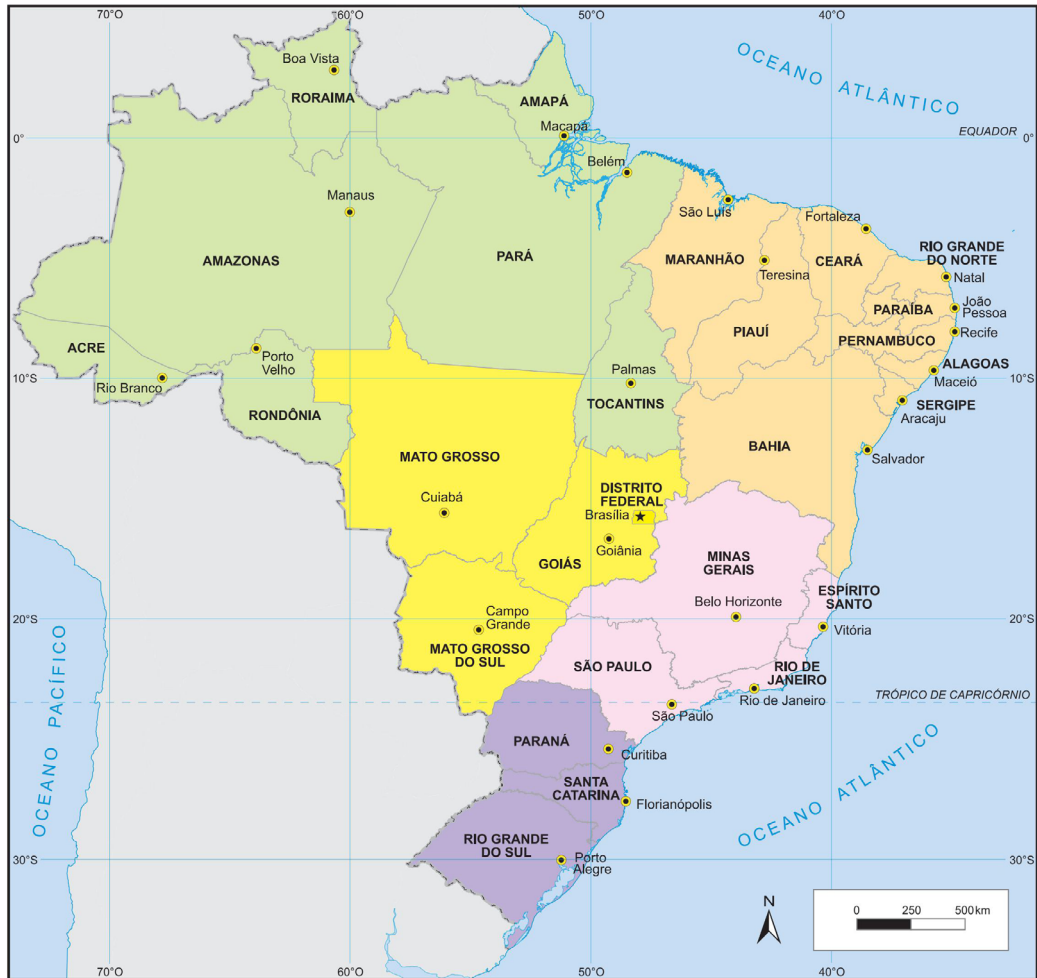 70°O
60°O
50°O
40°O
OCEANO ATLÂNTICO
Boa Vista
RORAIMA
AMAPÁ
Macapá
EQUADOR
0°
0°
Belém
Manaus
São Luís
Fortaleza
AMAZONAS
PARÁ
MARANHÃO
Teresina
CEARÁ
RIO GRANDE
DO NORTE
Natal
PARAÍBA
João
Pessoa
PIAUÍ
PERNAMBUCO
Recife
ACRE
Porto
Velho
Rio Branco
Palmas
ALAGOAS
Maceió
10°S
10°S
RONDÔNIA
TOCANTINS
SERGIPE
Aracaju
MATO GROSSO
BAHIA
Salvador
Cuiabá
DISTRITO
FEDERAL
Brasília
Goiânia
GOIÁS
MINAS
GERAIS
Belo Horizonte
ESPÍRITO
SANTO
Vitória
20°S
20°S
Campo
Grande
MATO GROSSO
DO SUL
SÃO PAULO
RIO DE
JANEIRO
Rio de Janeiro
TRÓPICO DE CAPRICÓRNIO
São Paulo
OCEANO PACÍFICO
PARANÁ
Curitiba
SANTA
CATARINA
Florianópolis
OCEANO ATLÂNTICO
RIO GRANDE
DO SUL
Porto
Alegre
30°S
30°S
N
0 250 500 km
70°O
60°O
50°O
40°O